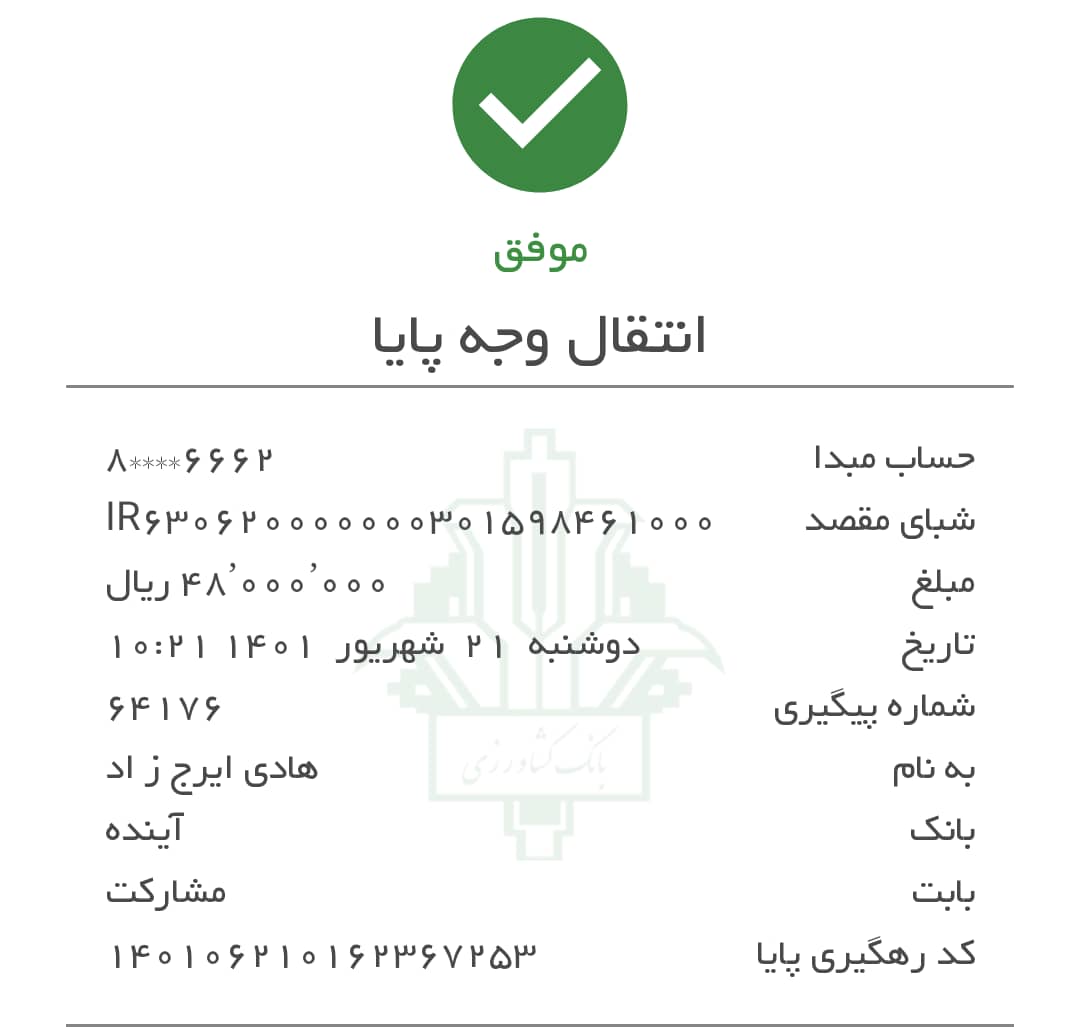 موفق
انتقال وجه پایا
حساب مبدا ۸****۶۶۶۲
شبای مقصد IR۶۳۰۶۲۰۰۰۰۰۰۰۳۰۱۵۹۸۴۶۱۰۰۰
مبلغ ۴۸٬۰۰۰٬۰۰۰ ریال
تاریخ دوشنبه ۲۱ شهریور ۱۴۰۱ ۱۰:۲۱
شماره پیگیری ۶۴۱۷۶
به نام هادی ایرج ز اد
بانک آینده
بابت مشارکت
کد رهگیری پایا ۱۴۰۱۰۶۲۱۰۱۶۲۳۶۷۲۵۳
بانک کشاورزی